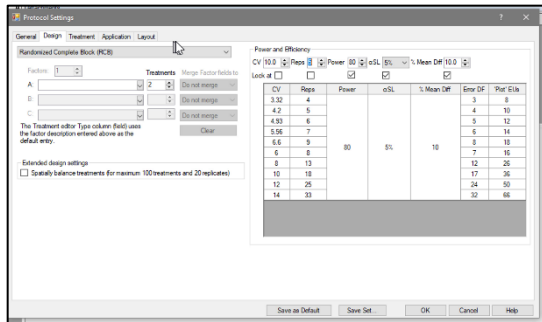 Protocol Settings
General Design Treatment Application Layout
Randomized Complete Block (RCB)
Factors: 1 Treatments Merge Factor fields to
A: 2 Do not merge
B: Do not merge
C: Do not merge
The Treatment editor Type column (field) uses
the factor description entered above as the
default entry.
Clear
Extended design settings
Spatially balance treatments (for maximum 100 treatments and 20 replicates)
Power and Efficiency
CV 10.0 Reps 5 Power 80 αSL 5% % Mean Diff 10.0
Look at
CV Reps Power αSL % Mean Diff Error DF 'Plot' EUs
3.32 4 3 8
4.2 5 4 10
4.93 6 5 12
5.56 7 6 14
6.6 9 8 18
6 8 80 5% 10 7 16
8 13 12 26
10 18 17 36
12 25 24 50
14 33 32 66
Save as Default Save Set... OK Cancel Help